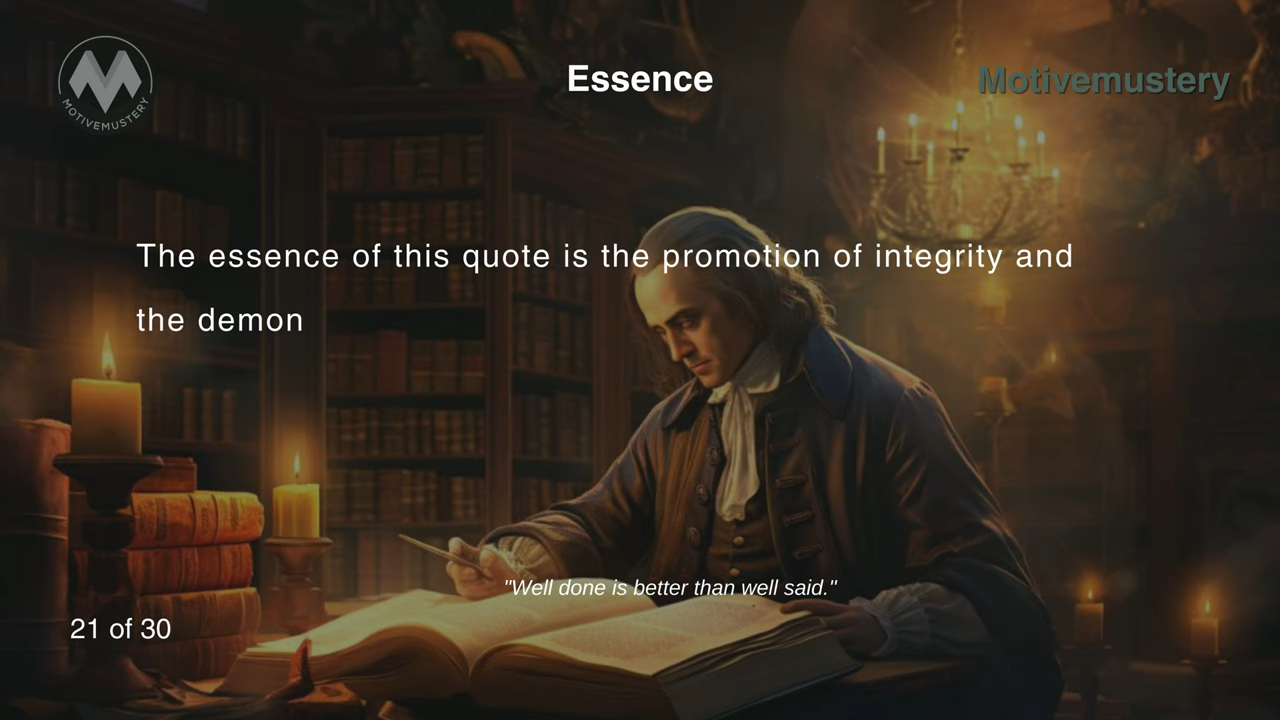 MOTIVEMUSTERY
Essence
Motivemustery
The essence of this quote is the promotion of integrity and
the demon
"Well done is better than well said."
21 of 30